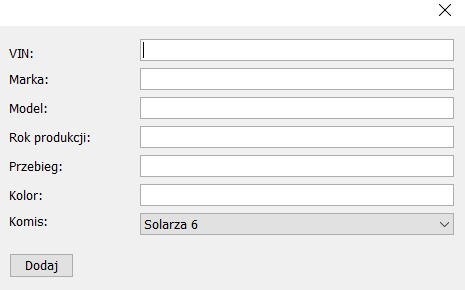 VIN:
Marka:
Model:
Rok produkcji:
Przebieg:
Kolor:
Komis: Solarza 6
Dodaj